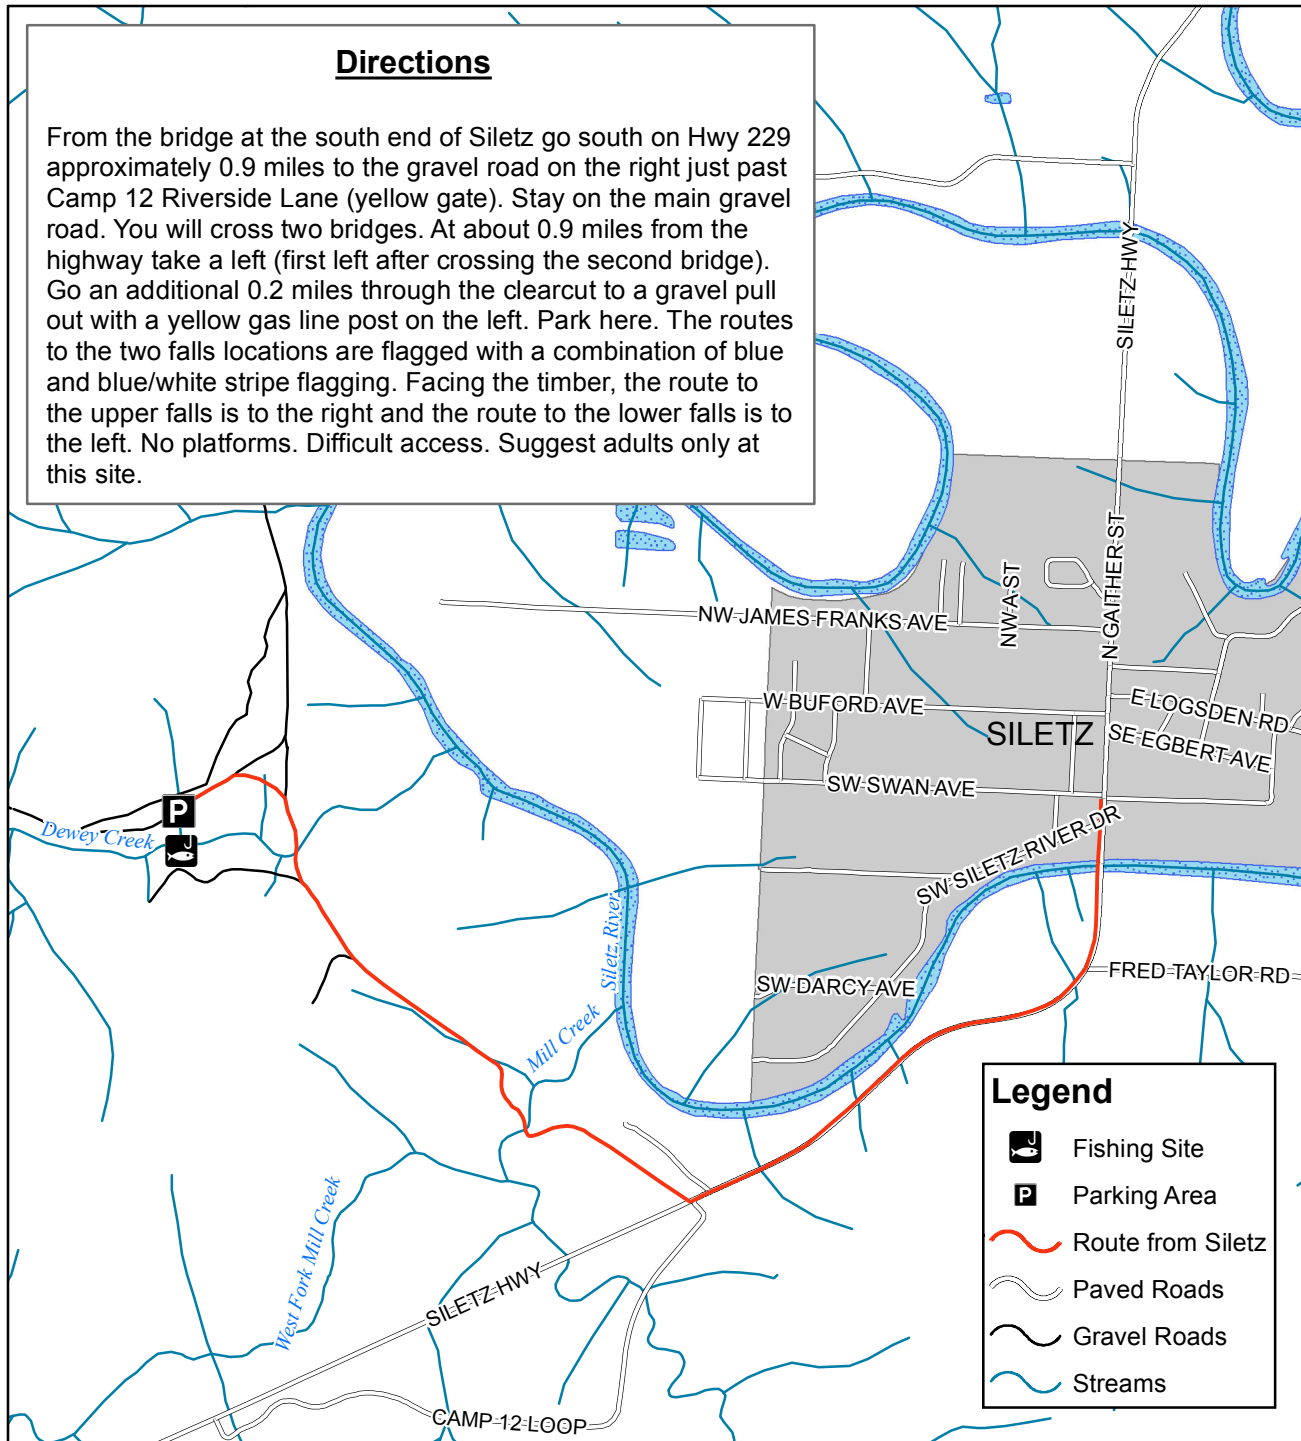 Directions
From the bridge at the south end of Siletz go south on Hwy 229
approximately 0.9 miles to the gravel road on the right just past
Camp 12 Riverside Lane (yellow gate). Stay on the main gravel
road. You will cross two bridges. At about 0.9 miles from the
highway take a left (first left after crossing the second bridge).
Go an additional 0.2 miles through the clearcut to a gravel pull
out with a yellow gas line post on the left. Park here. The routes
to the two falls locations are flagged with a combination of blue
and blue/white stripe flagging. Facing the timber, the route to
the upper falls is to the right and the route to the lower falls is to
the left. No platforms. Difficult access. Suggest adults only at
this site.
SILETZ HWY
N GAITHER ST
NW A ST
NW JAMES FRANKS AVE
W BUFORD AVE
E LOGSDEN RD
SILETZ
SE EGBERT AVE
SW SWAN AVE
P
Dewey Creek
SW SILETZ RIVER DR
Siletz River
FRED TAYLOR RD
SW DARCY AVE
Mill Creek
West Fork Mill Creek
SILETZ HWY
CAMP 12 LOOP
Legend
Fishing Site
P Parking Area
Route from Siletz
Paved Roads
Gravel Roads
Streams